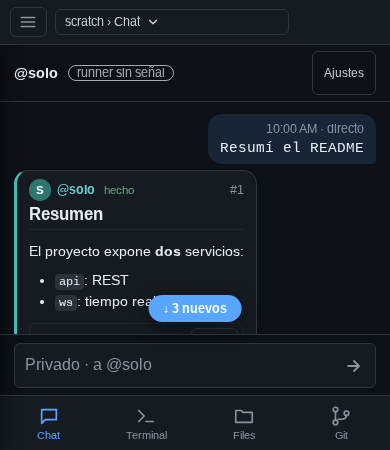 scratch › Chat
@solo runner sin señal Ajustes
10:00 AM · directo
Resumí el README
S @solo hecho #1
Resumen
El proyecto expone dos servicios:
• api: REST
• ws: tiempo rea
↓ 3 nuevos
Privado · a @solo
Chat Terminal Files Git